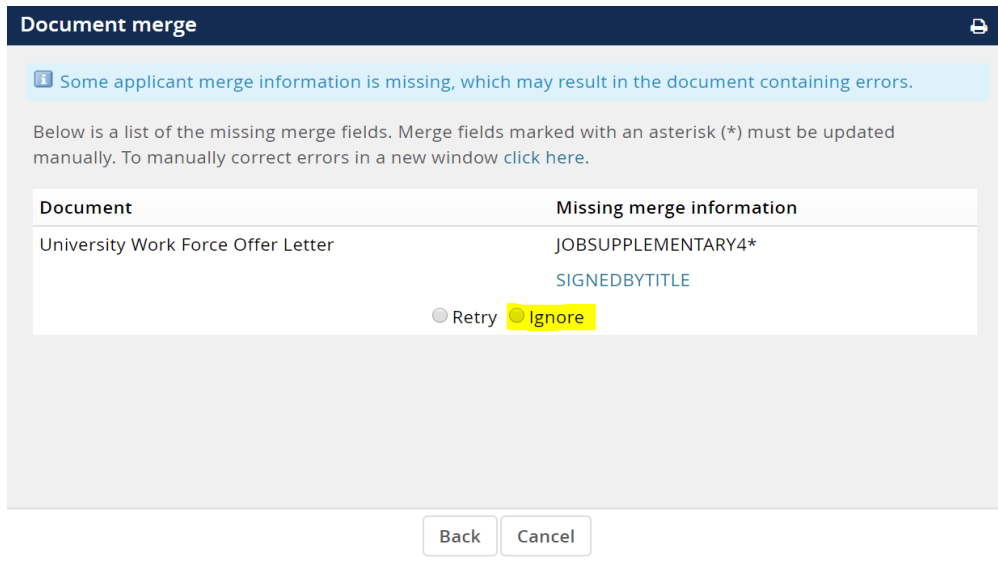 Document merge
Some applicant merge information is missing, which may result in the document containing errors.
Below is a list of the missing merge fields. Merge fields marked with an asterisk (*) must be updated
manually. To manually correct errors in a new window click here.
Document Missing merge information
University Work Force Offer Letter JOBSUPPLEMENTARY4*
SIGNEDBYTITLE
Retry Ignore
Back Cancel